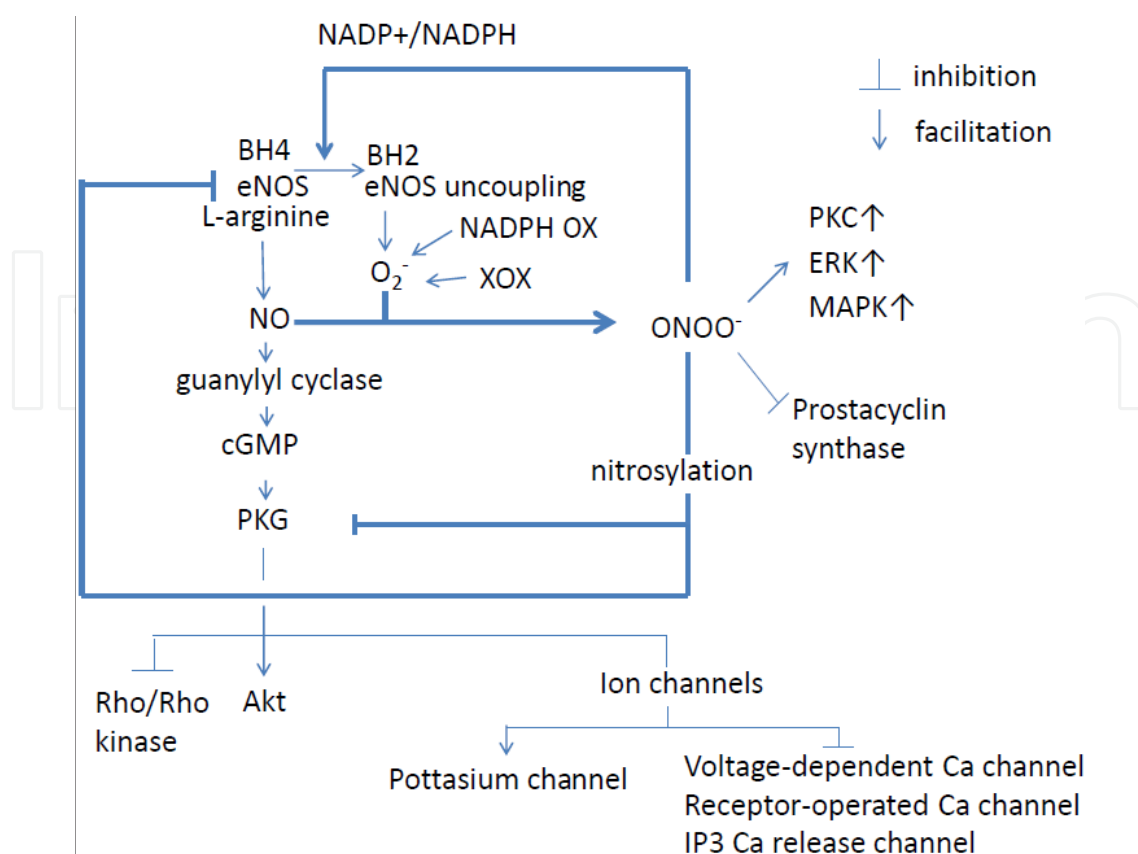 NADP+/NADPH
inhibition
facilitation
BH4
eNOS
L-arginine
BH2
eNOS uncoupling
NADPH OX
O₂⁻
XOX
PKC↑
ERK↑
MAPK↑
NO
ONOO⁻
guanylyl cyclase
cGMP
PKG
Prostacyclin
synthase
nitrosylation
Rho/Rho
kinase
Akt
Ion channels
Pottasium channel
Voltage-dependent Ca channel
Receptor-operated Ca channel
IP3 Ca release channel